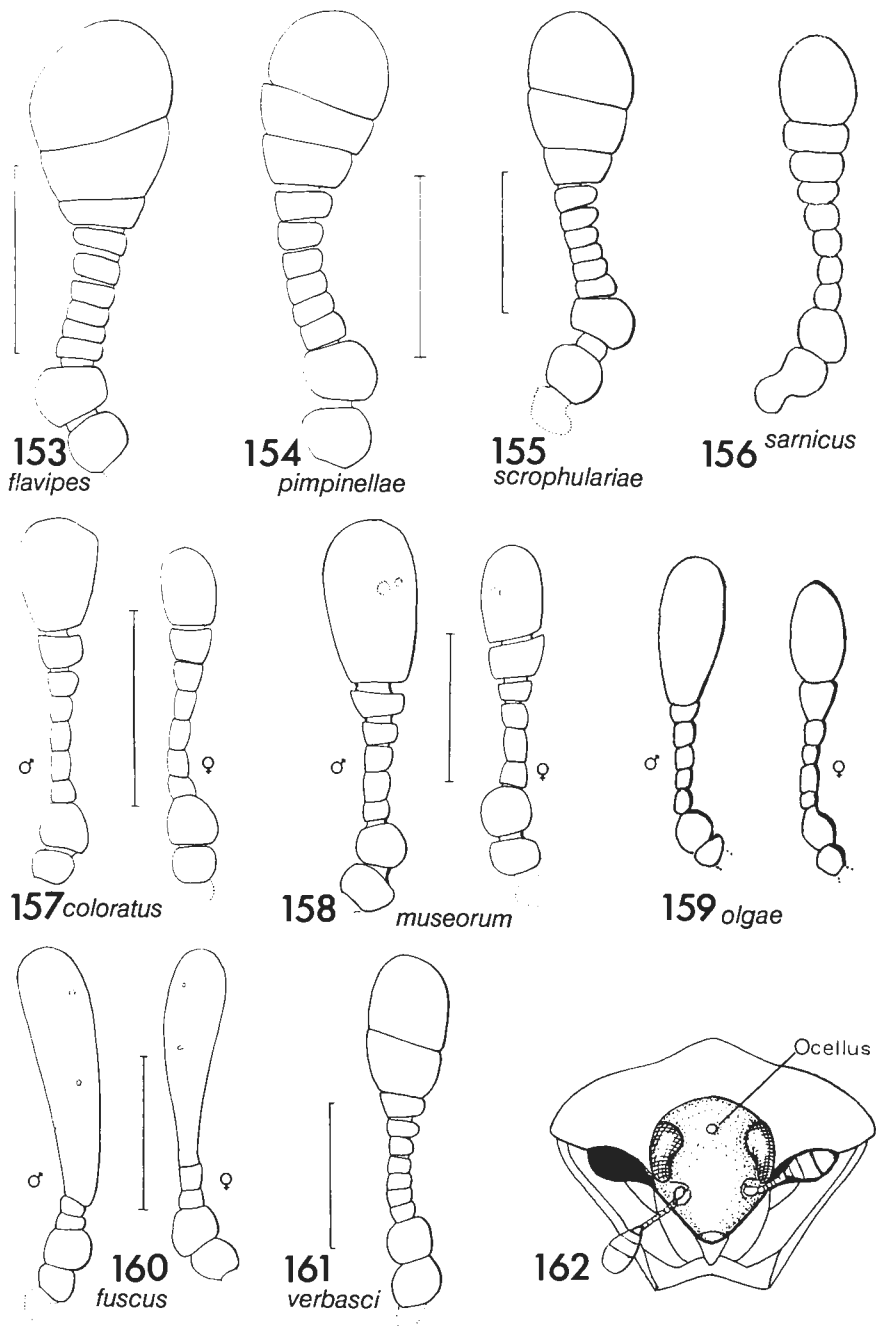 153
flavipes
154
pimpinellae
155
scrophulariae
156 sarnicus
♂ ♀
157 coloratus
♂ ♀
158 museorum
♂ ♀
159 olgae
♂ ♀
160
fuscus
161
verbasci
Ocellus
162